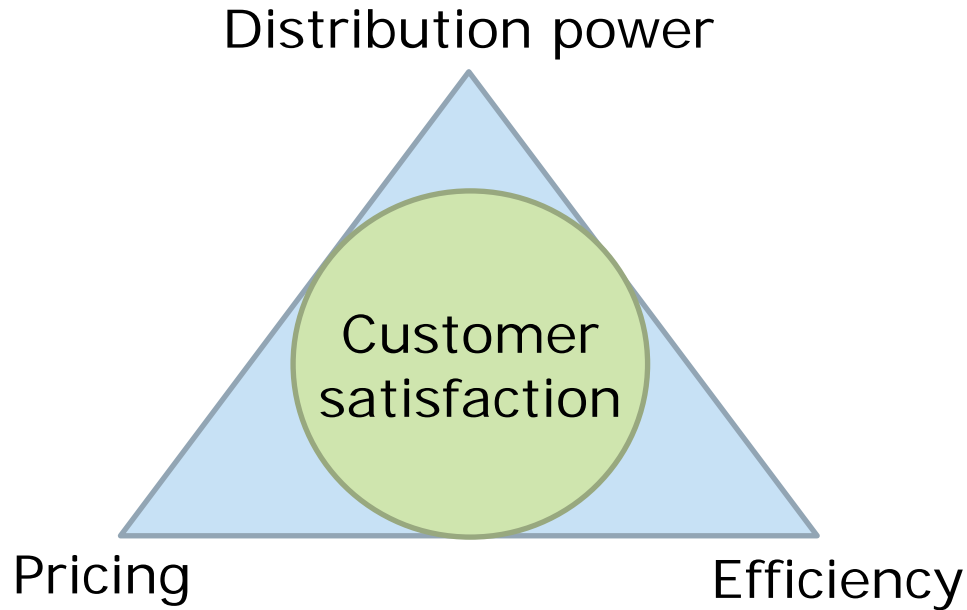 Distribution power
Customer
satisfaction
Pricing
Efficiency